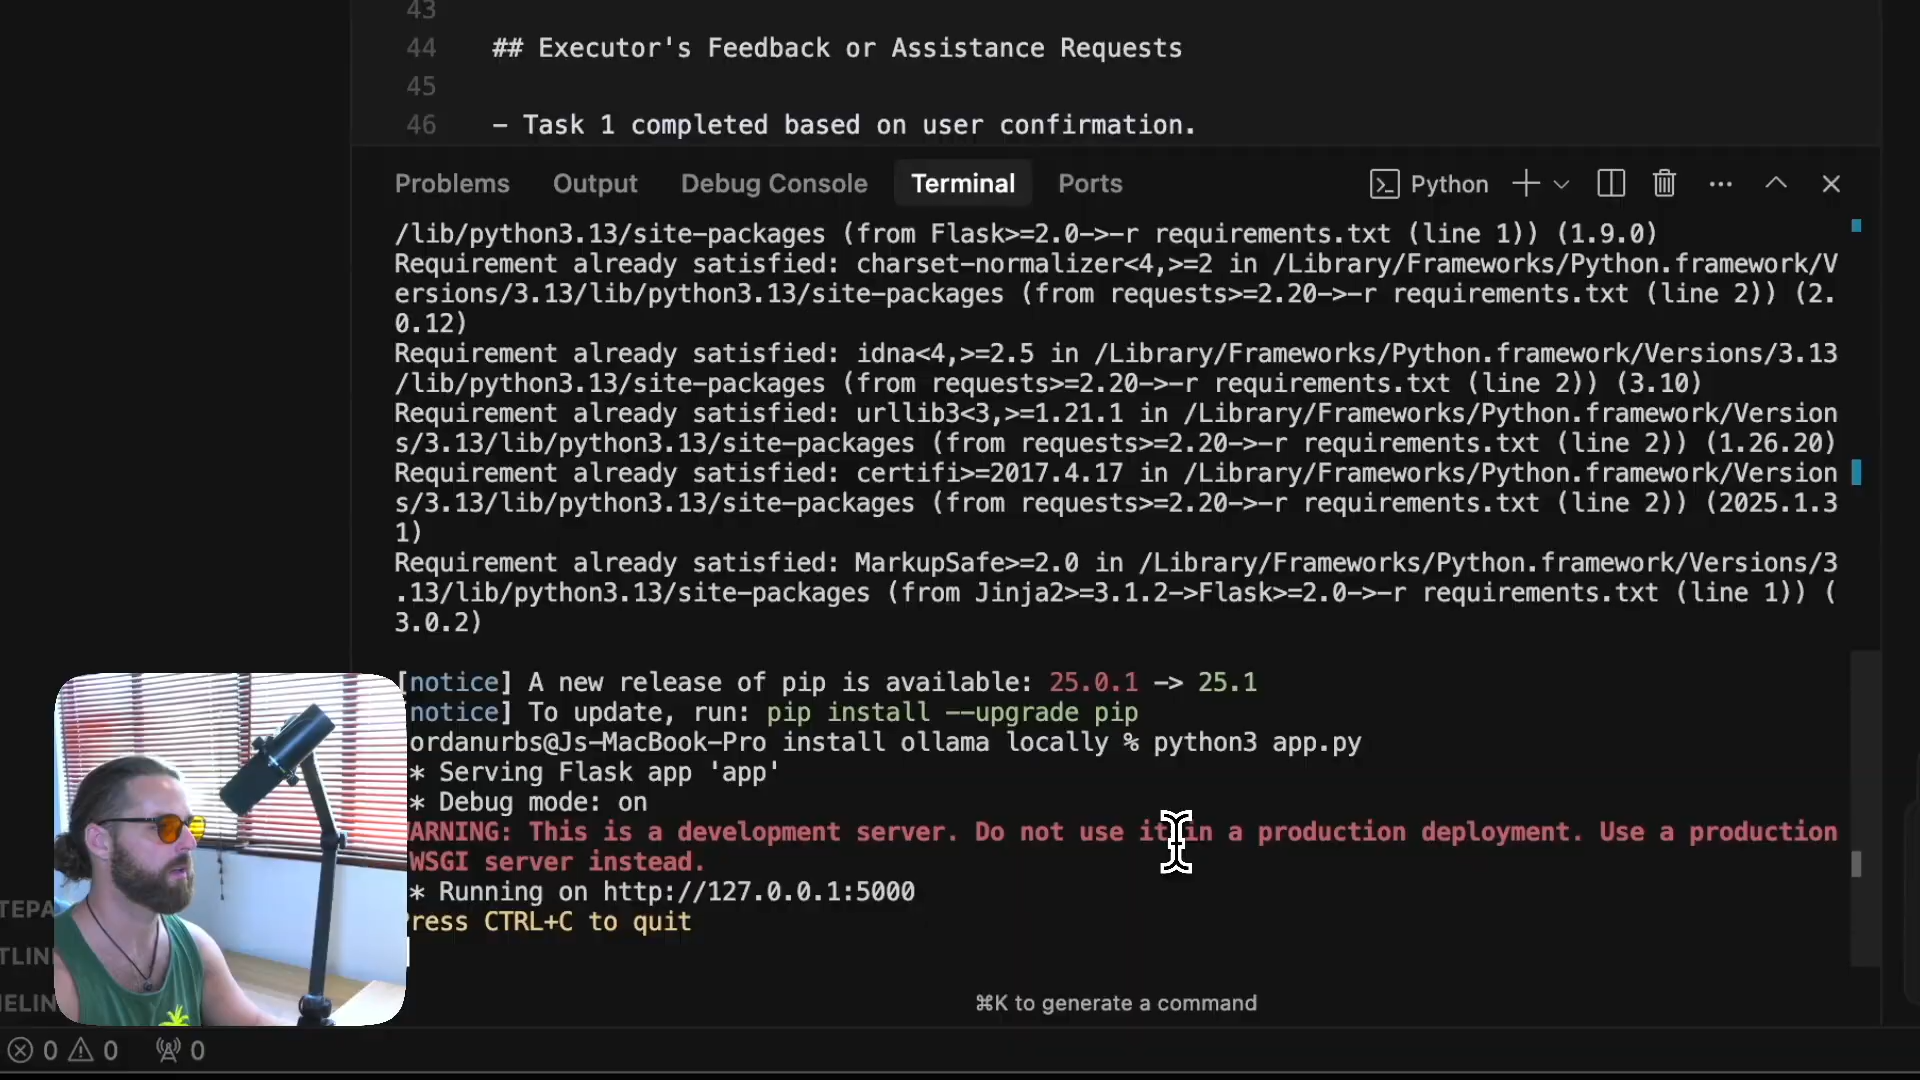 43
44 ## Executor's Feedback or Assistance Requests
45
46 - Task 1 completed based on user confirmation.
Problems Output Debug Console Terminal Ports Python
/lib/python3.13/site-packages (from Flask>=2.0->-r requirements.txt (line 1)) (1.9.0)
Requirement already satisfied: charset-normalizer<4,>=2 in /Library/Frameworks/Python.framework/V
ersions/3.13/lib/python3.13/site-packages (from requests>=2.20->-r requirements.txt (line 2)) (2.
0.12)
Requirement already satisfied: idna<4,>=2.5 in /Library/Frameworks/Python.framework/Versions/3.13
/lib/python3.13/site-packages (from requests>=2.20->-r requirements.txt (line 2)) (3.10)
Requirement already satisfied: urllib3<3,>=1.21.1 in /Library/Frameworks/Python.framework/Version
s/3.13/lib/python3.13/site-packages (from requests>=2.20->-r requirements.txt (line 2)) (1.26.20)
Requirement already satisfied: certifi>=2017.4.17 in /Library/Frameworks/Python.framework/Version
s/3.13/lib/python3.13/site-packages (from requests>=2.20->-r requirements.txt (line 2)) (2025.1.3
1)
Requirement already satisfied: MarkupSafe>=2.0 in /Library/Frameworks/Python.framework/Versions/3
.13/lib/python3.13/site-packages (from Jinja2>=3.1.2->Flask>=2.0->-r requirements.txt (line 1)) (
3.0.2)
[notice] A new release of pip is available: 25.0.1 -> 25.1
[notice] To update, run: pip install --upgrade pip
ordanurbs@Js-MacBook-Pro install ollama locally % python3 app.py
* Serving Flask app 'app'
* Debug mode: on
ARNING: This is a development server. Do not use it in a production deployment. Use a production
WSGI server instead.
* Running on http://127.0.0.1:5000
ress CTRL+C to quit
⌘K to generate a command
0 0 0